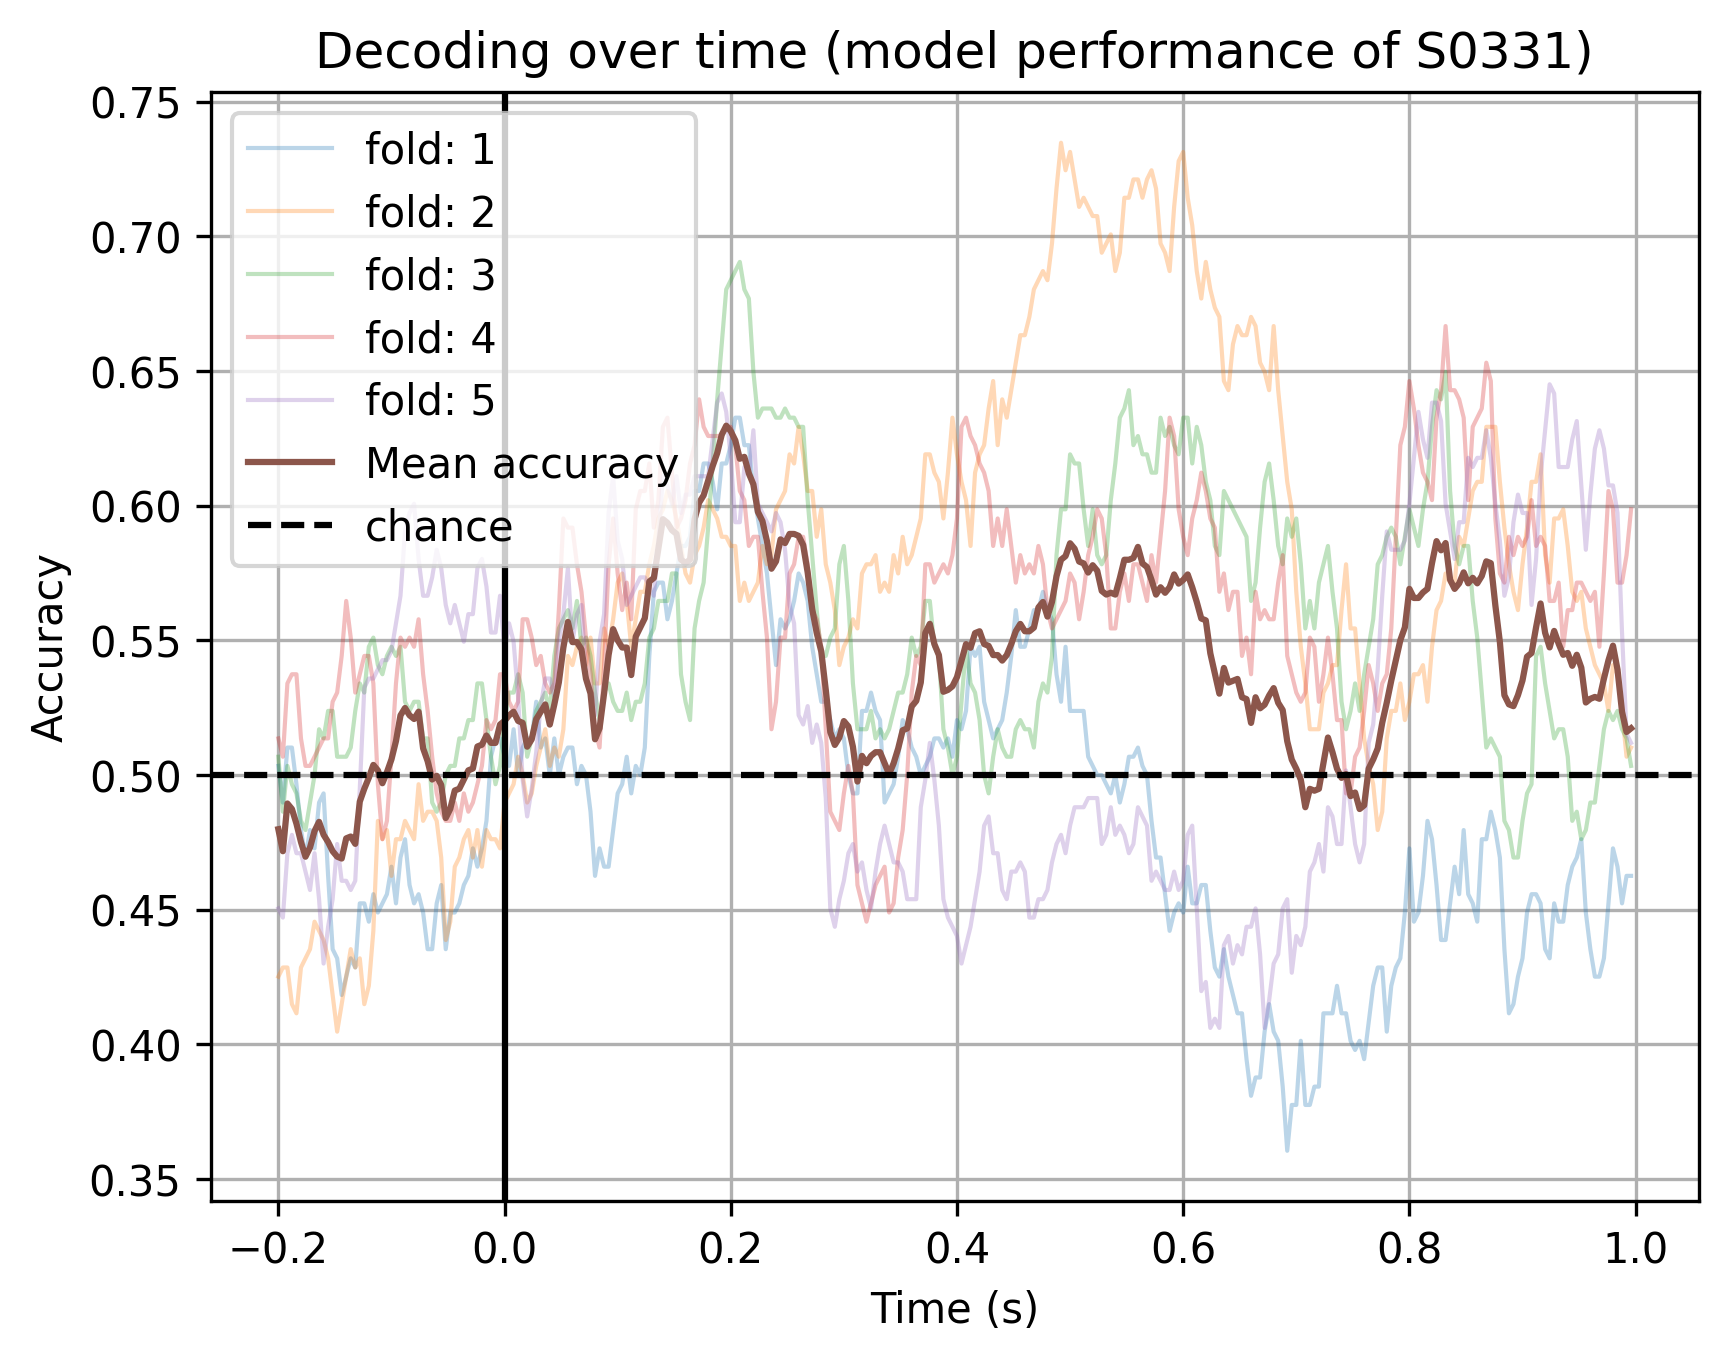 Decoding over time (model performance of S0331)
0.75
0.70
0.65
0.60
0.55
0.50
0.45
0.40
0.35
Accuracy
fold: 1
fold: 2
fold: 3
fold: 4
fold: 5
Mean accuracy
chance
−0.2 0.0 0.2 0.4 0.6 0.8 1.0
Time (s)